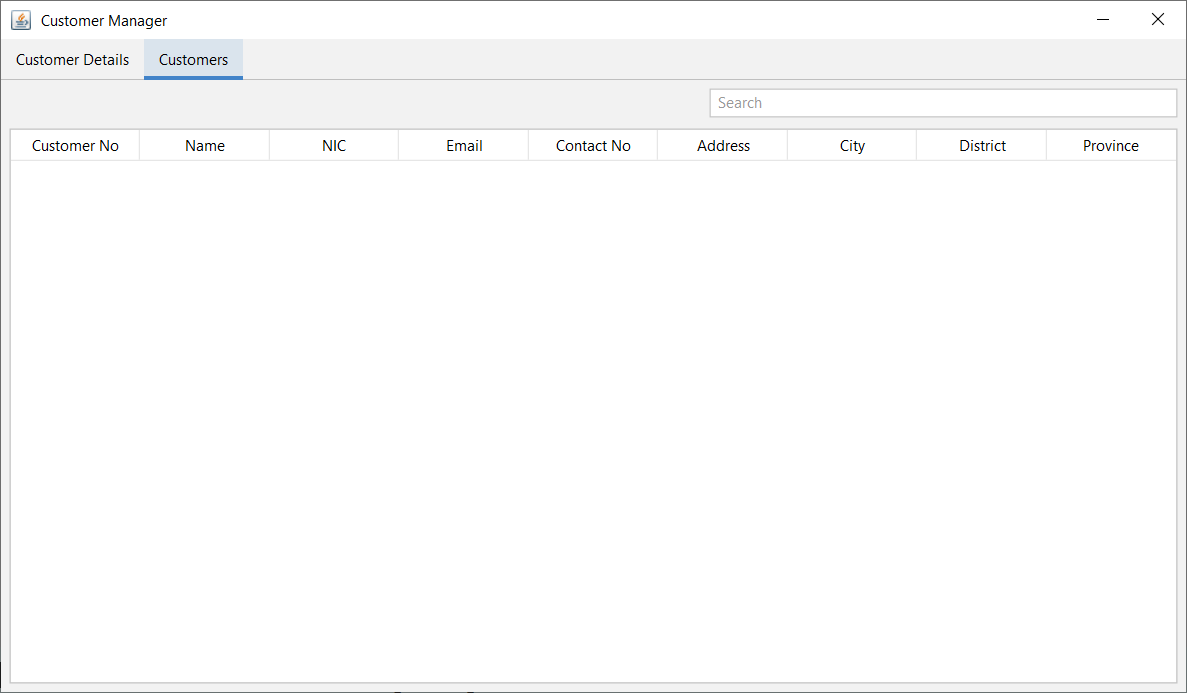 Customer Manager
Customer Details Customers
Search
Customer No Name NIC Email Contact No Address City District Province